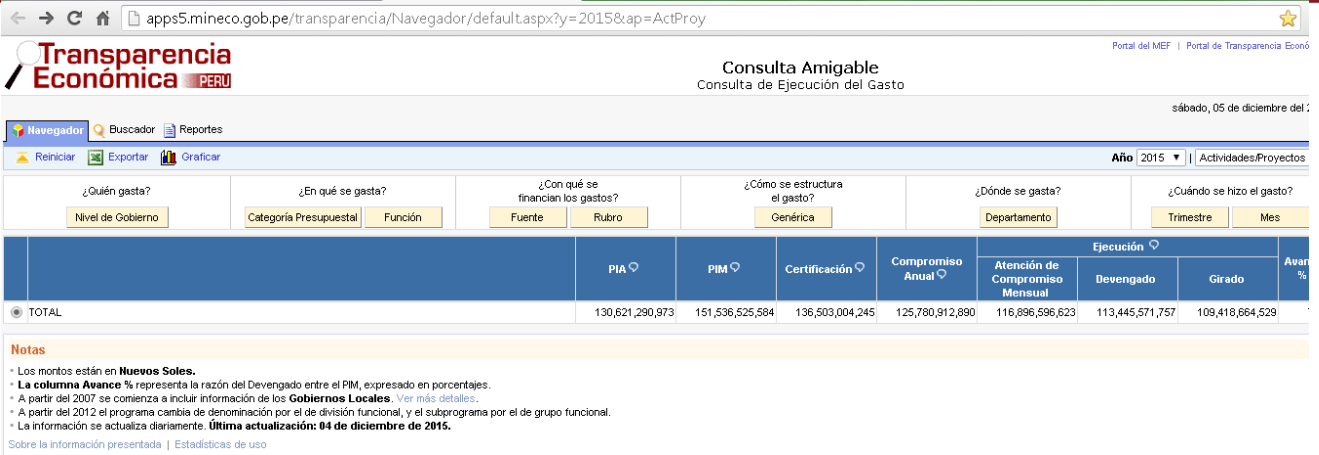 apps5.mineco.gob.pe/transparencia/Navegador/default.aspx?y=2015&ap=ActProy
Transparencia
Económica PERU
Portal del MEF | Portal de Transparencia Econó
Consulta Amigable
Consulta de Ejecución del Gasto
sábado, 05 de diciembre del
Navegador Buscador Reportes
Reiniciar Exportar Graficar
Año 2015 | Actividades/Proyectos
¿Quién gasta?
Nivel de Gobierno
¿En qué se gasta?
Categoría Presupuestal Función
¿Con qué se
financian los gastos?
Fuente Rubro
¿Cómo se estructura
el gasto?
Genérica
¿Dónde se gasta?
Departamento
¿Cuándo se hizo el gasto?
Trimestre Mes
PIA PIM Certificación Compromiso
Anual
Ejecución
Atención de
Compromiso
Mensual
Devengado Girado
Avan
%
TOTAL 130,621,290,973 151,536,525,584 136,503,004,245 125,780,912,890 116,896,596,623 113,445,571,757 109,418,664,529
Notas
Los montos están en Nuevos Soles.
La columna Avance % representa la razón del Devengado entre el PIM, expresado en porcentajes.
A partir del 2007 se comienza a incluir información de los Gobiernos Locales. Ver más detalles.
A partir del 2012 el programa cambia de denominación por el de división funcional, y el subprograma por el de grupo funcional.
La información se actualiza diariamente. Última actualización: 04 de diciembre de 2015.
Sobre la información presentada | Estadísticas de uso